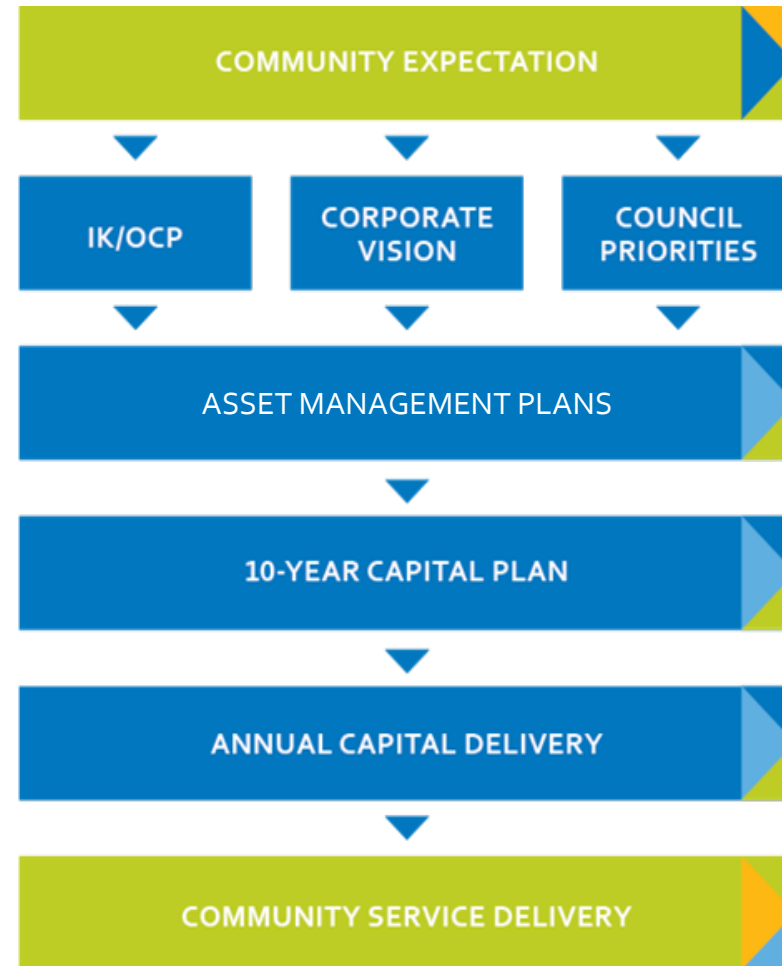 COMMUNITY EXPECTATION
IK/OCP
CORPORATE
VISION
COUNCIL
PRIORITIES
ASSET MANAGEMENT PLANS
10-YEAR CAPITAL PLAN
ANNUAL CAPITAL DELIVERY
COMMUNITY SERVICE DELIVERY